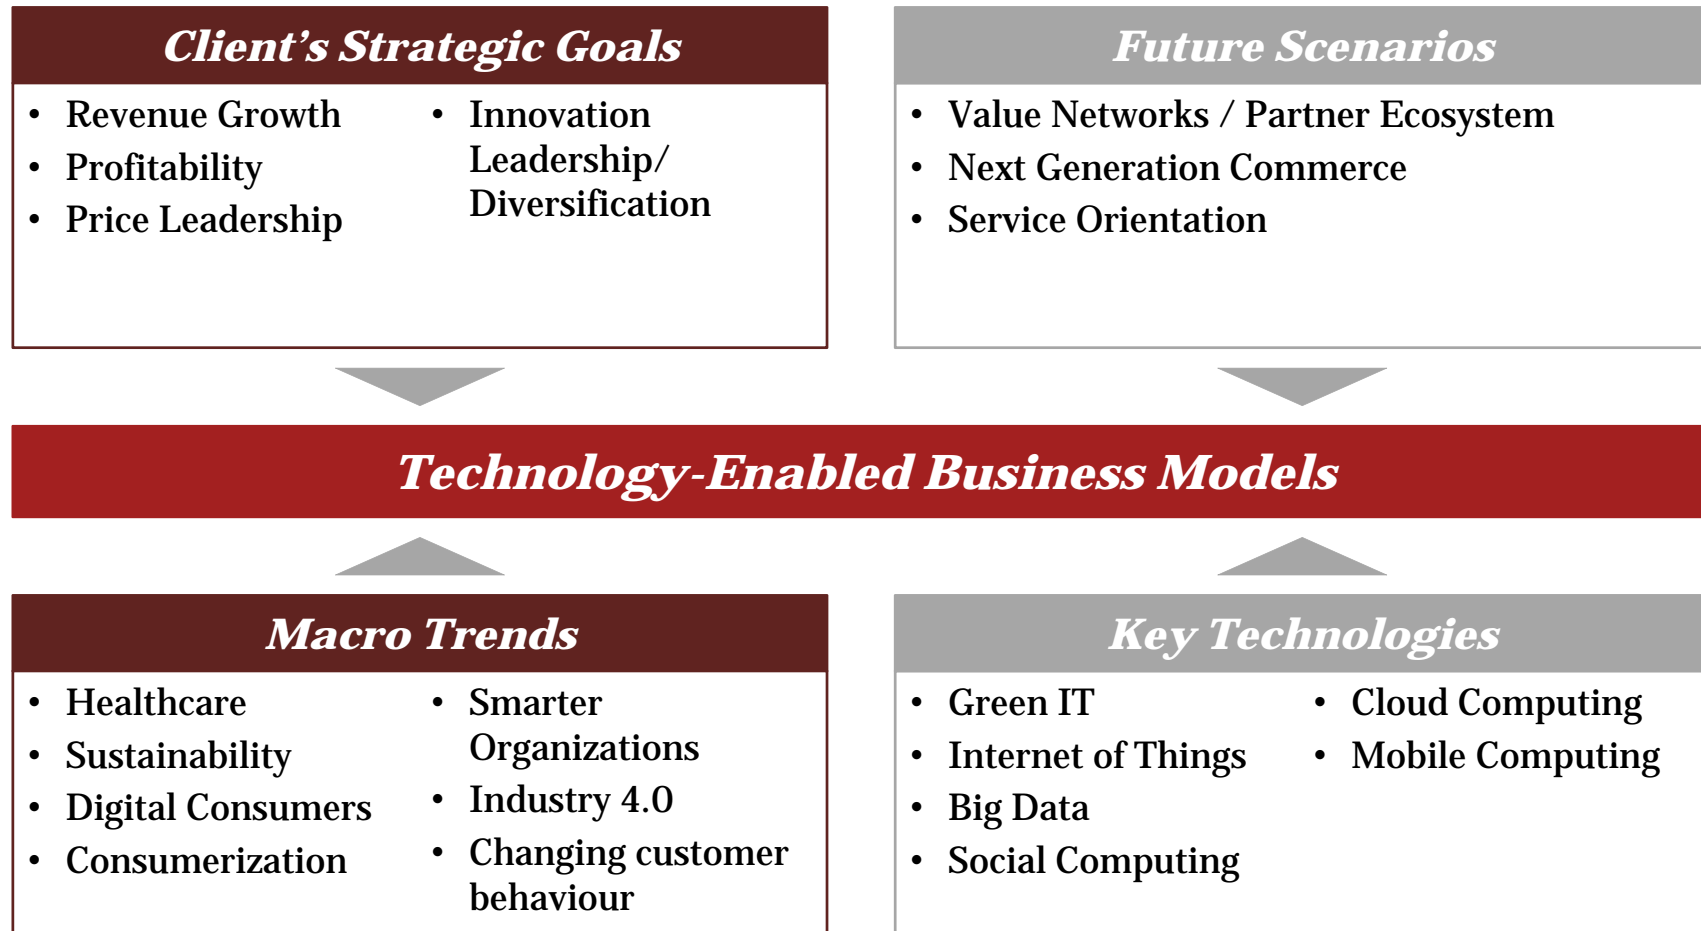 Client’s Strategic Goals
• Revenue Growth
• Profitability
• Price Leadership
• Innovation
Leadership/
Diversification
Future Scenarios
• Value Networks / Partner Ecosystem
• Next Generation Commerce
• Service Orientation
Technology-Enabled Business Models
Macro Trends
• Healthcare
• Sustainability
• Digital Consumers
• Consumerization
• Smarter
Organizations
• Industry 4.0
• Changing customer
behaviour
Key Technologies
• Green IT
• Internet of Things
• Big Data
• Social Computing
• Cloud Computing
• Mobile Computing